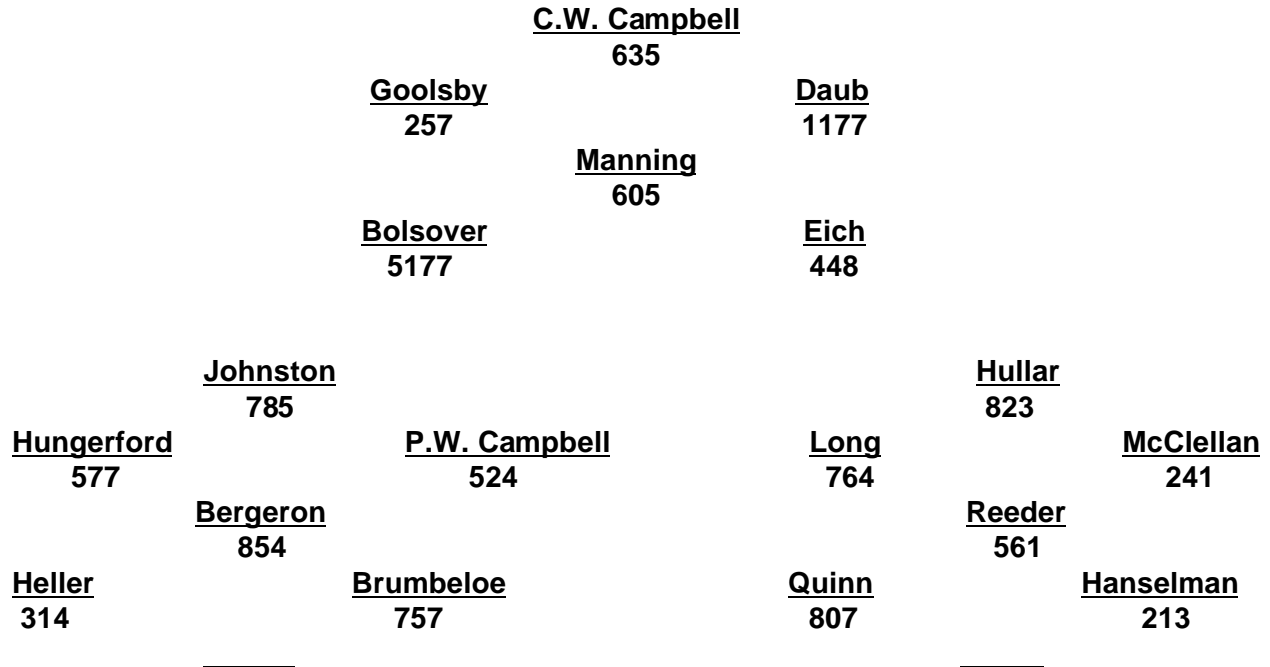 C.W. Campbell
635
Goolsby Daub
257 1177
Manning
605
Bolsover Eich
5177 448
Johnston Hullar
785 823
Hungerford P.W. Campbell Long McClellan
577 524 764 241
Bergeron Reeder
854 561
Heller Brumbeloe Quinn Hanselman
314 757 807 213